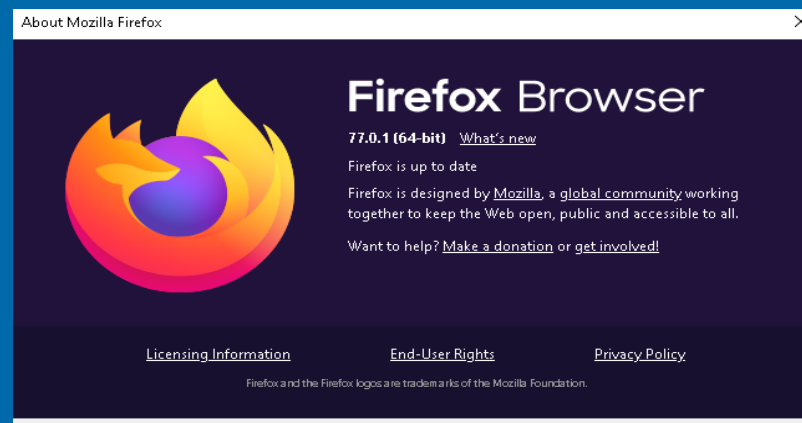 About Mozilla Firefox
Firefox Browser
77.0.1 (64-bit) What's new
Firefox is up to date
Firefox is designed by Mozilla, a global community working
together to keep the Web open, public and accessible to all.
Want to help? Make a donation or get involved!
Licensing Information End-User Rights Privacy Policy
Firefox and the Firefox logos are trademarks of the Mozilla Foundation.